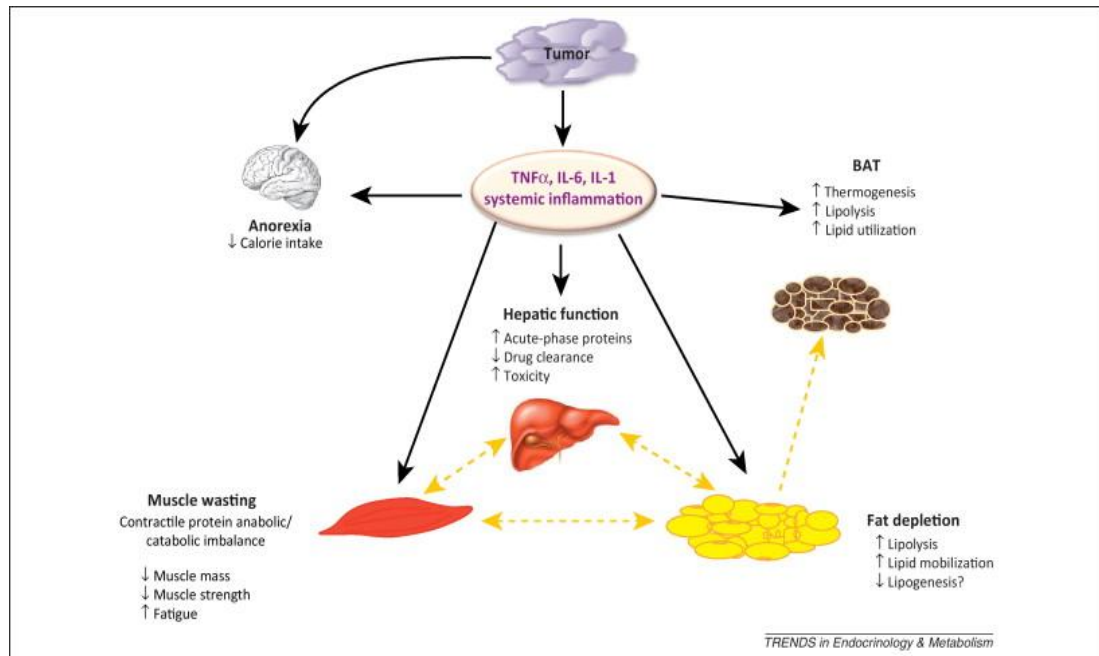 Tumor
TNFα, IL-6, IL-1
systemic inflammation
Anorexia
↓ Calorie intake
BAT
↑ Thermogenesis
↑ Lipolysis
↑ Lipid utilization
Hepatic function
↑ Acute-phase proteins
↓ Drug clearance
↑ Toxicity
Muscle wasting
Contractile protein anabolic/
catabolic imbalance
↓ Muscle mass
↓ Muscle strength
↑ Fatigue
Fat depletion
↑ Lipolysis
↑ Lipid mobilization
↓ Lipogenesis?
TRENDS in Endocrinology & Metabolism